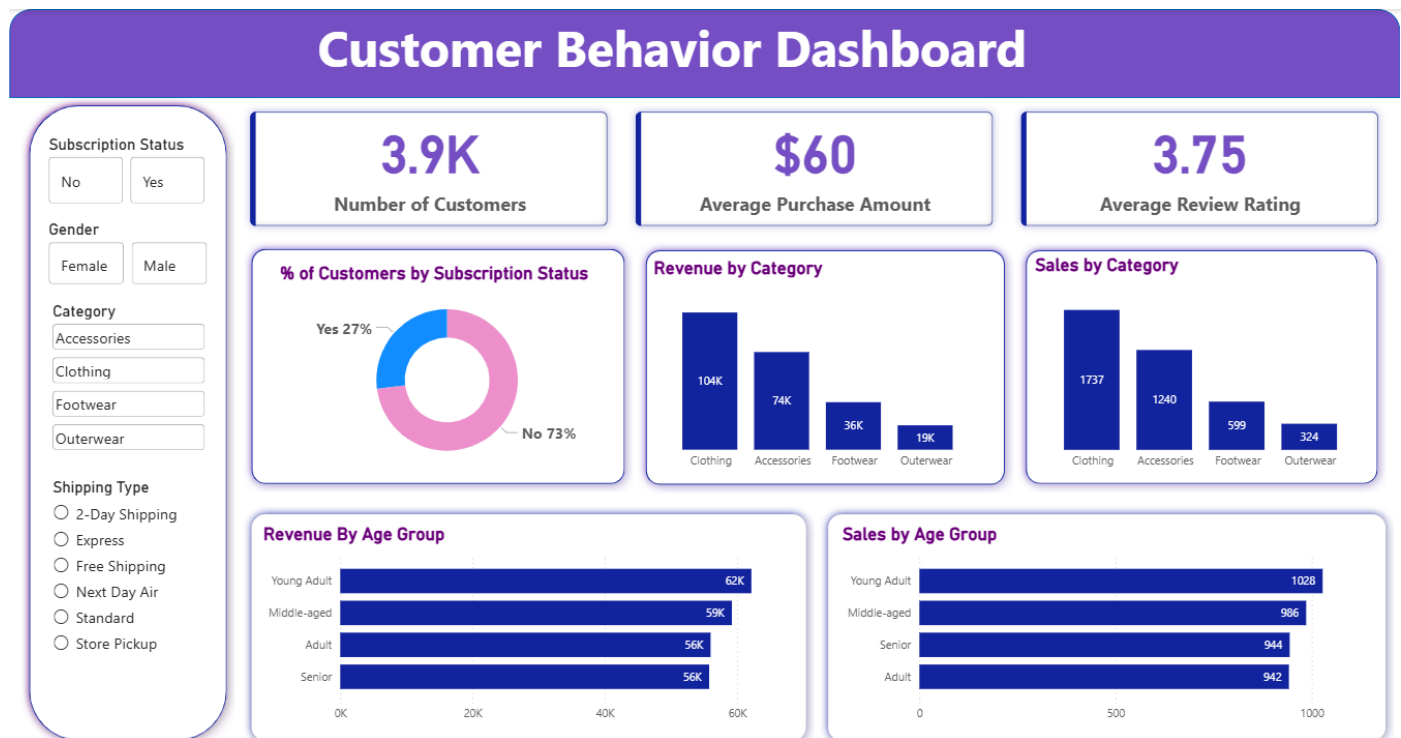 Customer Behavior Dashboard
Subscription Status
No Yes
Gender
Female Male
Category
Accessories
Clothing
Footwear
Outerwear
Shipping Type
2-Day Shipping
Express
Free Shipping
Next Day Air
Standard
Store Pickup
3.9K
Number of Customers
$60
Average Purchase Amount
3.75
Average Review Rating
% of Customers by Subscription Status
Yes 27%
No 73%
Revenue by Category
104K
74K
36K
19K
Clothing Accessories Footwear Outerwear
Sales by Category
1737
1240
599
324
Clothing Accessories Footwear Outerwear
Revenue By Age Group
Young Adult 62K
Middle-aged 59K
Adult 56K
Senior 56K
0K 20K 40K 60K
Sales by Age Group
Young Adult 1028
Middle-aged 986
Senior 944
Adult 942
0 500 1000